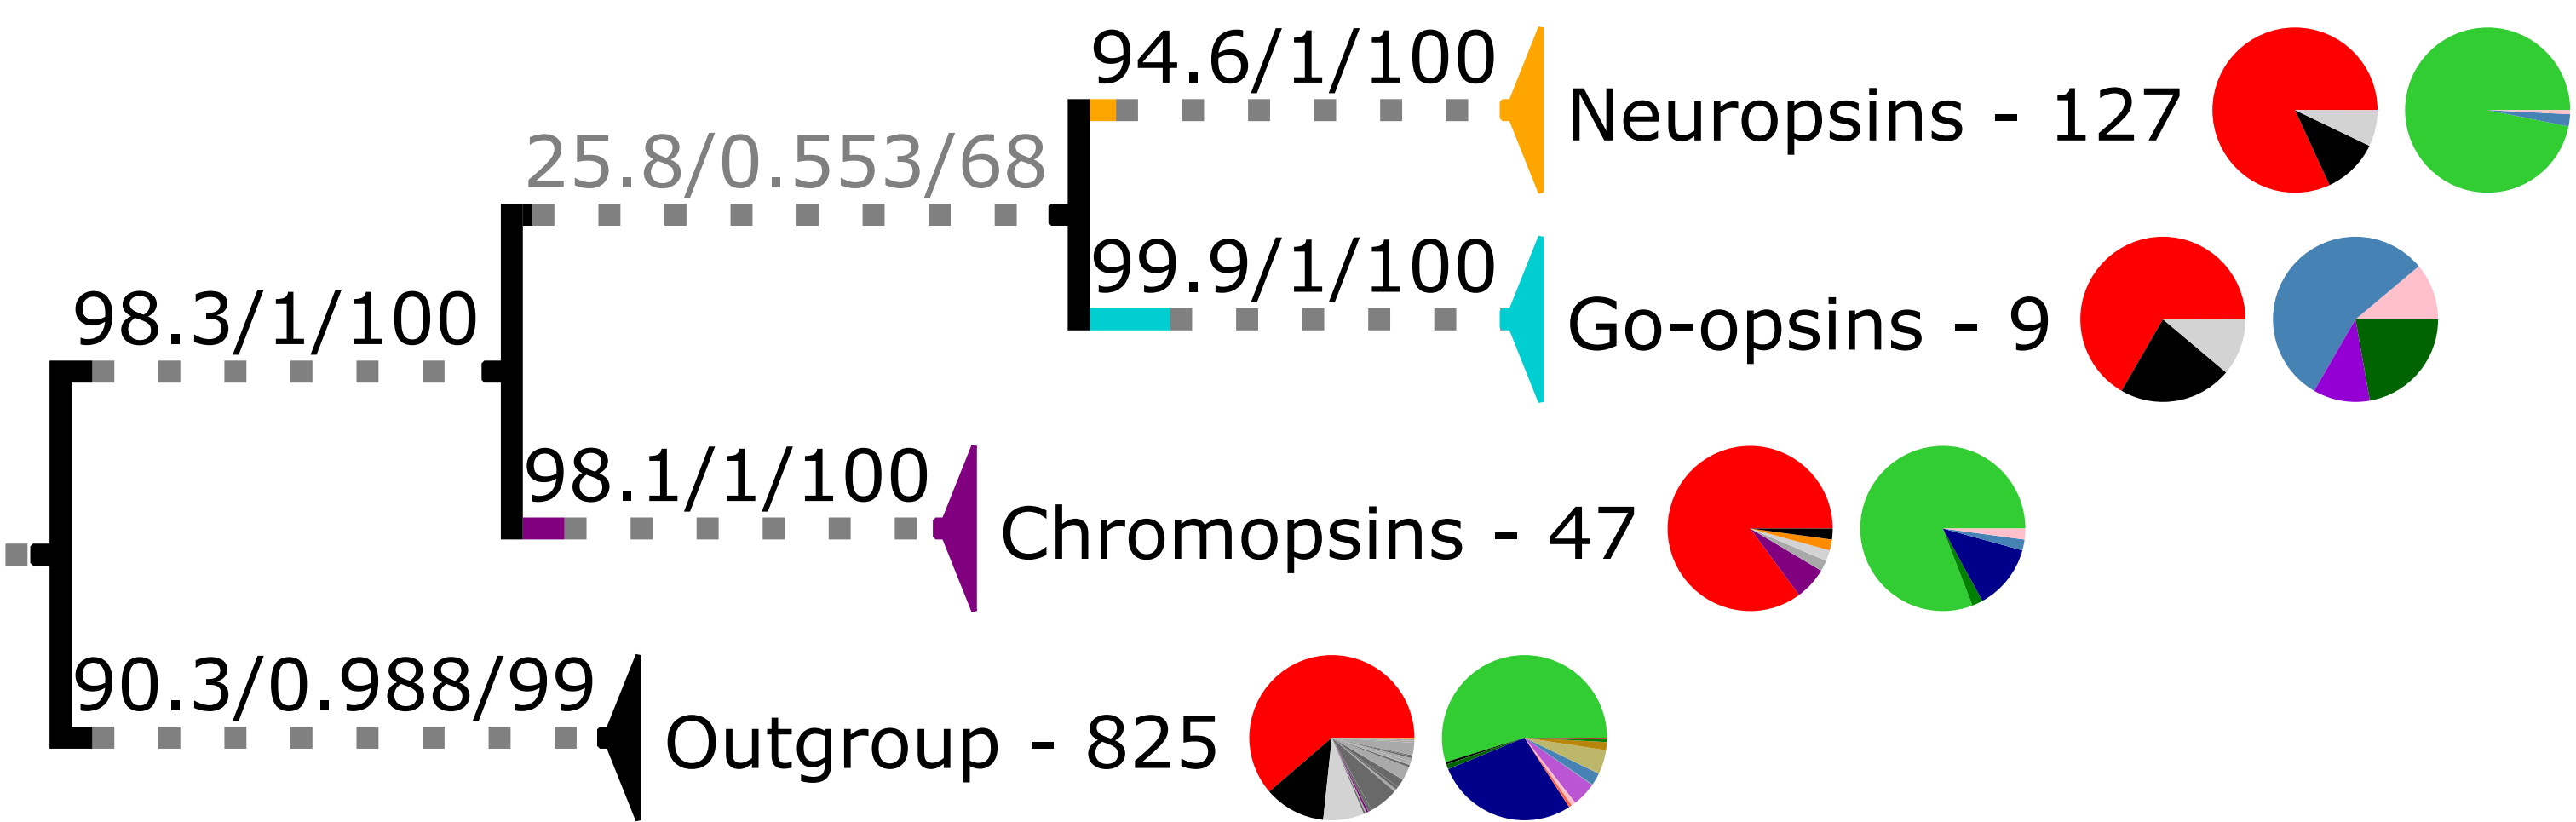 94.6/1/100
Neuropsins - 127
25.8/0.553/68
99.9/1/100
Go-opsins - 9
98.3/1/100
98.1/1/100
Chromopsins - 47
90.3/0.988/99
Outgroup - 825